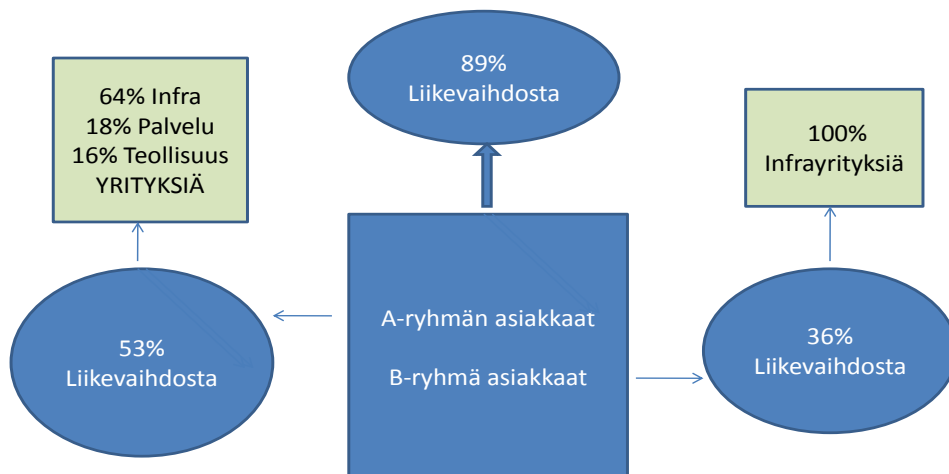 89%
Liikevaihdosta
64% Infra
18% Palvelu
16% Teollisuus
YRITYKSIÄ
100%
Infrayrityksiä
A-ryhmän asiakkaat
B-ryhmä asiakkaat
53%
Liikevaihdosta
36%
Liikevaihdosta